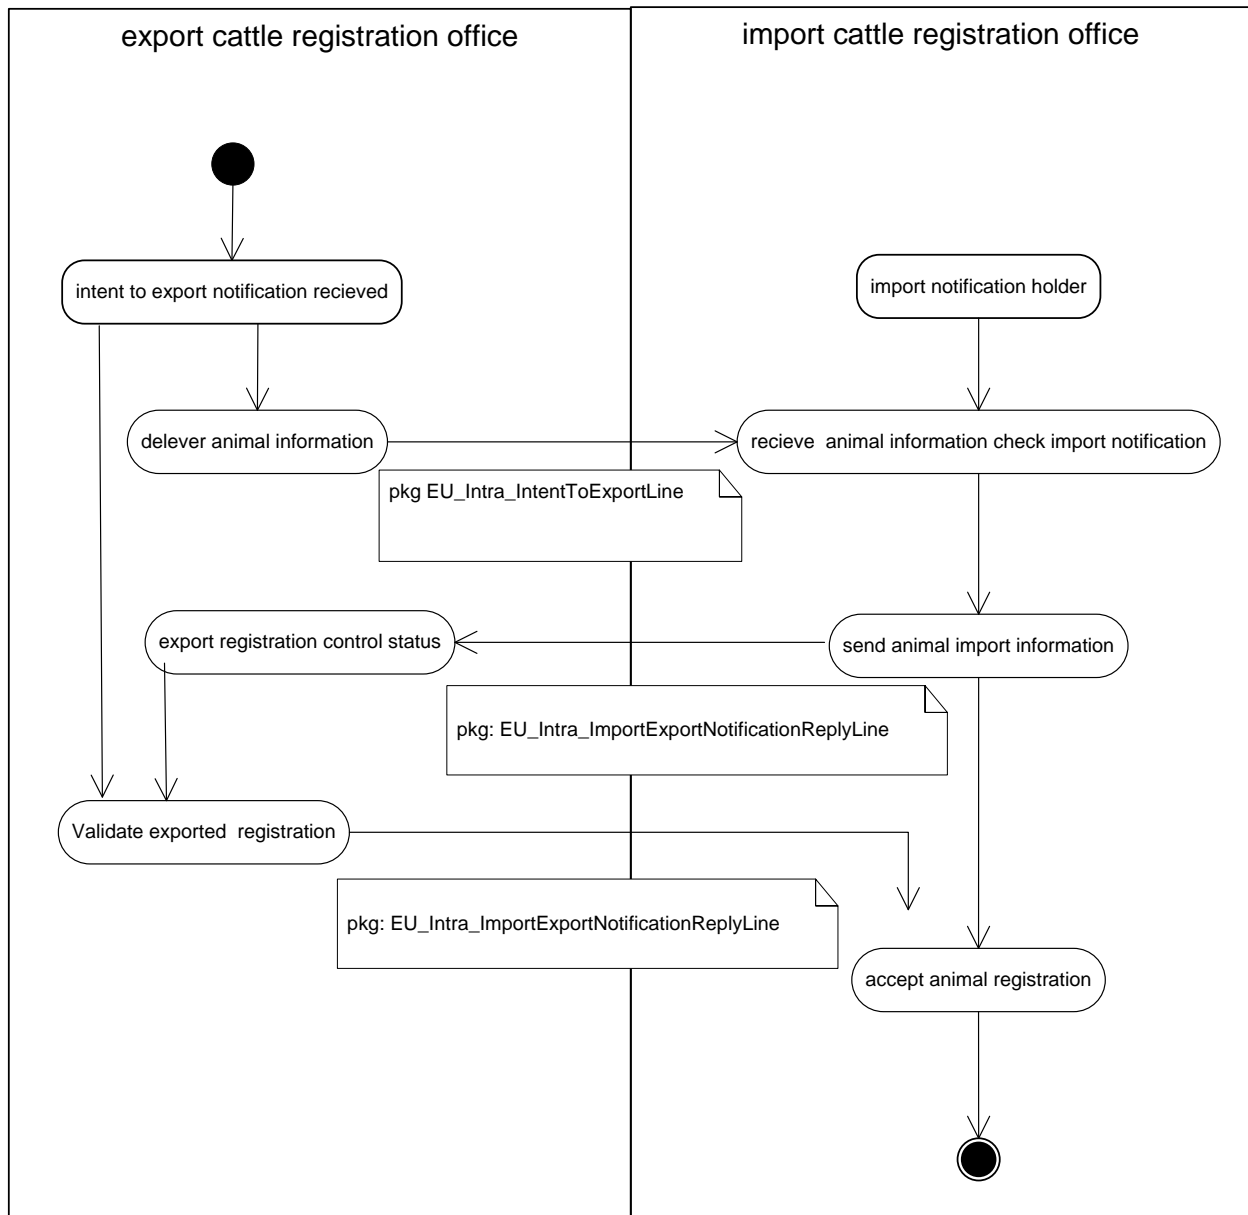 export cattle registration office
import cattle registration office
intent to export notification recieved
import notification holder
delever animal information
recieve  animal information check import notification
pkg EU_Intra_IntentToExportLine
export registration control status
send animal import information
pkg: EU_Intra_ImportExportNotificationReplyLine
Validate exported  registration
pkg: EU_Intra_ImportExportNotificationReplyLine
accept animal registration